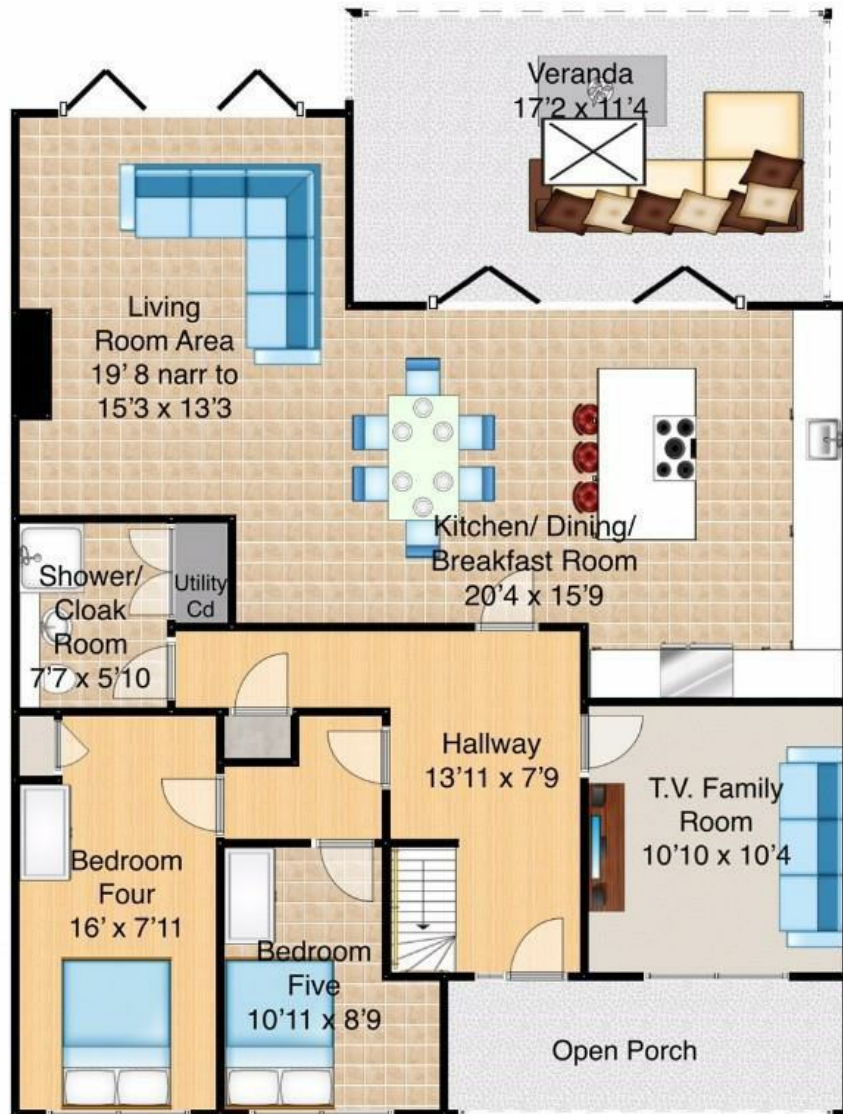 Veranda
17'2 x 11'4
Living
Room Area
19' 8 narr to
15'3 x 13'3
Kitchen/ Dining/
Breakfast Room
20'4 x 15'9
Shower/
Cloak
Room
7'7 x 5'10
Utility
Cd
Hallway
13'11 x 7'9
T.V. Family
Room
10'10 x 10'4
Bedroom
Four
16' x 7'11
Bedroom
Five
10'11 x 8'9
Open Porch